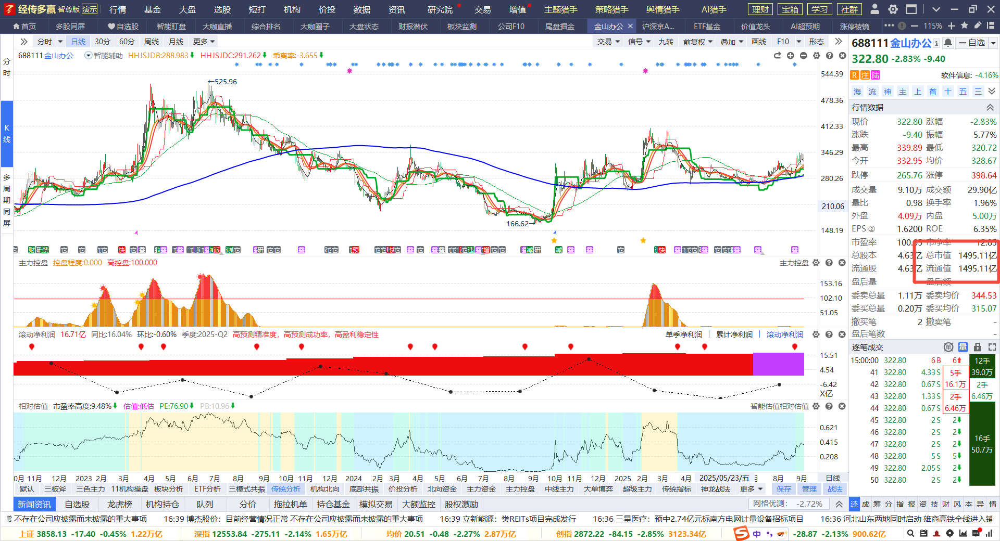 经传多赢 智尊版 演示 行情 基金 大盘 选股 短打 机构 价投 数据 资讯 研究院 交易 增值 主题猎手 策略猎手 舆情猎手 AI猎手 理财 宝箱 学习 社群
首页 多股同屏 自选股 智能盯盘 大咖直播 综合排名 大咖圈子 大盘状态 财报潜伏 板块监测 公司F10 尾盘掘金 金山办公 沪深京A... ETF基金 价值龙头 AI超预期 涨停棱镜 115%
分时 日线 30分 60分 周线 月线 更多 交易 信号 九转 前复权 叠加 画线 F10 形态
688111 金山办公 智能辅助 HHJSJDB:288.983 HHJSJDC:291.262 乖离率:-3.655
分时
K线
多周期同屏
525.96
166.62
544.39
478.36
412.33
346.29
280.26
210.06
148.19
主力控盘 控盘程度:0.000 高控盘:100.000 主力控盘
153.16
102.10
51.05
滚动净利润 16.71亿 同比:16.04% 环比:-0.60% 季度:2025-Q2 高预测精准度，高预测成功率，高盈利稳定性 单季净利润 累计净利润 滚动净利润
15.51
4.54
-6.42
X亿
相对估值 市盈率高度:9.48% 估值:低估 PE:76.90 PB:10.96 智能估值相对估值
0.621
0.415
0.208
0月 11月 12月 2023 2月 3月 4月 5月 6月 7月 8月 9月 10月 11月 12月 2024 2月 3月 4月 5月 6月 7月 8月 9月 10月 11月 12月 2025 2月 3月 4月 2025/05/23/五 8月 9月 日线
默认 三板斧 三色主力 11机构操盘 板块分析 ETF分析 三模式共振 传统分析 机构北向 底部共振 价投分析 北向资金 主力资金 主力控盘 中线主力 大单博弈 超级主力 传统指标 神龙战法 更多 保存 管理 战法
新闻资讯 自选股 龙虎榜 机构持仓 队列 分价 拖拉机单 持仓基金 模拟交易 大额监控 股权激励 网格优测: -2.72%
688111 金山办公 自选
322.80 -2.83% -9.40
R 注 陆 软件信息: -4.16%
海 流 神 主 上 首 十 五 三
行情数据
现价 322.80 涨幅 -2.83%
涨跌 -9.40 振幅 5.77%
最高 339.89 最低 320.72
今开 332.95 均价 328.67
跌停 265.76 涨停 398.64
成交量 9.10万 成交额 29.90亿
量比 0.98 换手率 1.96%
外盘 4.09万 内盘 5.00万
EPS ② 1.6200 ROE 6.35%
市盈率 市净率 12.85
总股本 4.63亿 总市值 1495.11亿
流通股 4.63亿 流通值 1495.11亿
盘后量 盘后额
委卖总量 1.11万 委卖均价 344.53
委买总量 0.20万 委买均价 315.07
撤买笔 2 撤卖笔 -
盘后笔数 -
逐笔成交 单 量
15:00:00 322.80 6 B 6
41 322.80 4.33 S
42 322.80 0.67 S
43 322.80 1.33 S
44 322.80 0.67 S
45 322.80 2 S 2
46 322.80 2 S 2
47 322.80 2 S 2
48 322.80 5 S 5
49 322.80 2.05 S 2
50 322.80 2 S 2
5手
16.1万
2手
6.46万
12手
39.0万
2手
6.46万
16手
50.7万
还 成 筹 分 指 报 资 技 财 风 本 异 情
常 不存在公司应披露而未披露的重大事项 16:39 博杰股份：目前经营情况正常 不存在公司应披露而未披露的重大事项 16:39 立新能源：类REITs项目完成发行 16:36 三星医疗：预中2.74亿元标南方电网计量设备招标项目 16:36 河北山东两地同时启动 雄商高铁全线进入铺
上证 3858.13 -17.40 -0.45% 1.22万亿 深指 12553.84 -275.11 -2.14% 1.65万亿 均价 20.51 -0.48 -2.27% 2.87万亿 创指 2872.22 -84.15 -2.85% 3123.34亿 中 -28.87 -2.13% 900.62亿